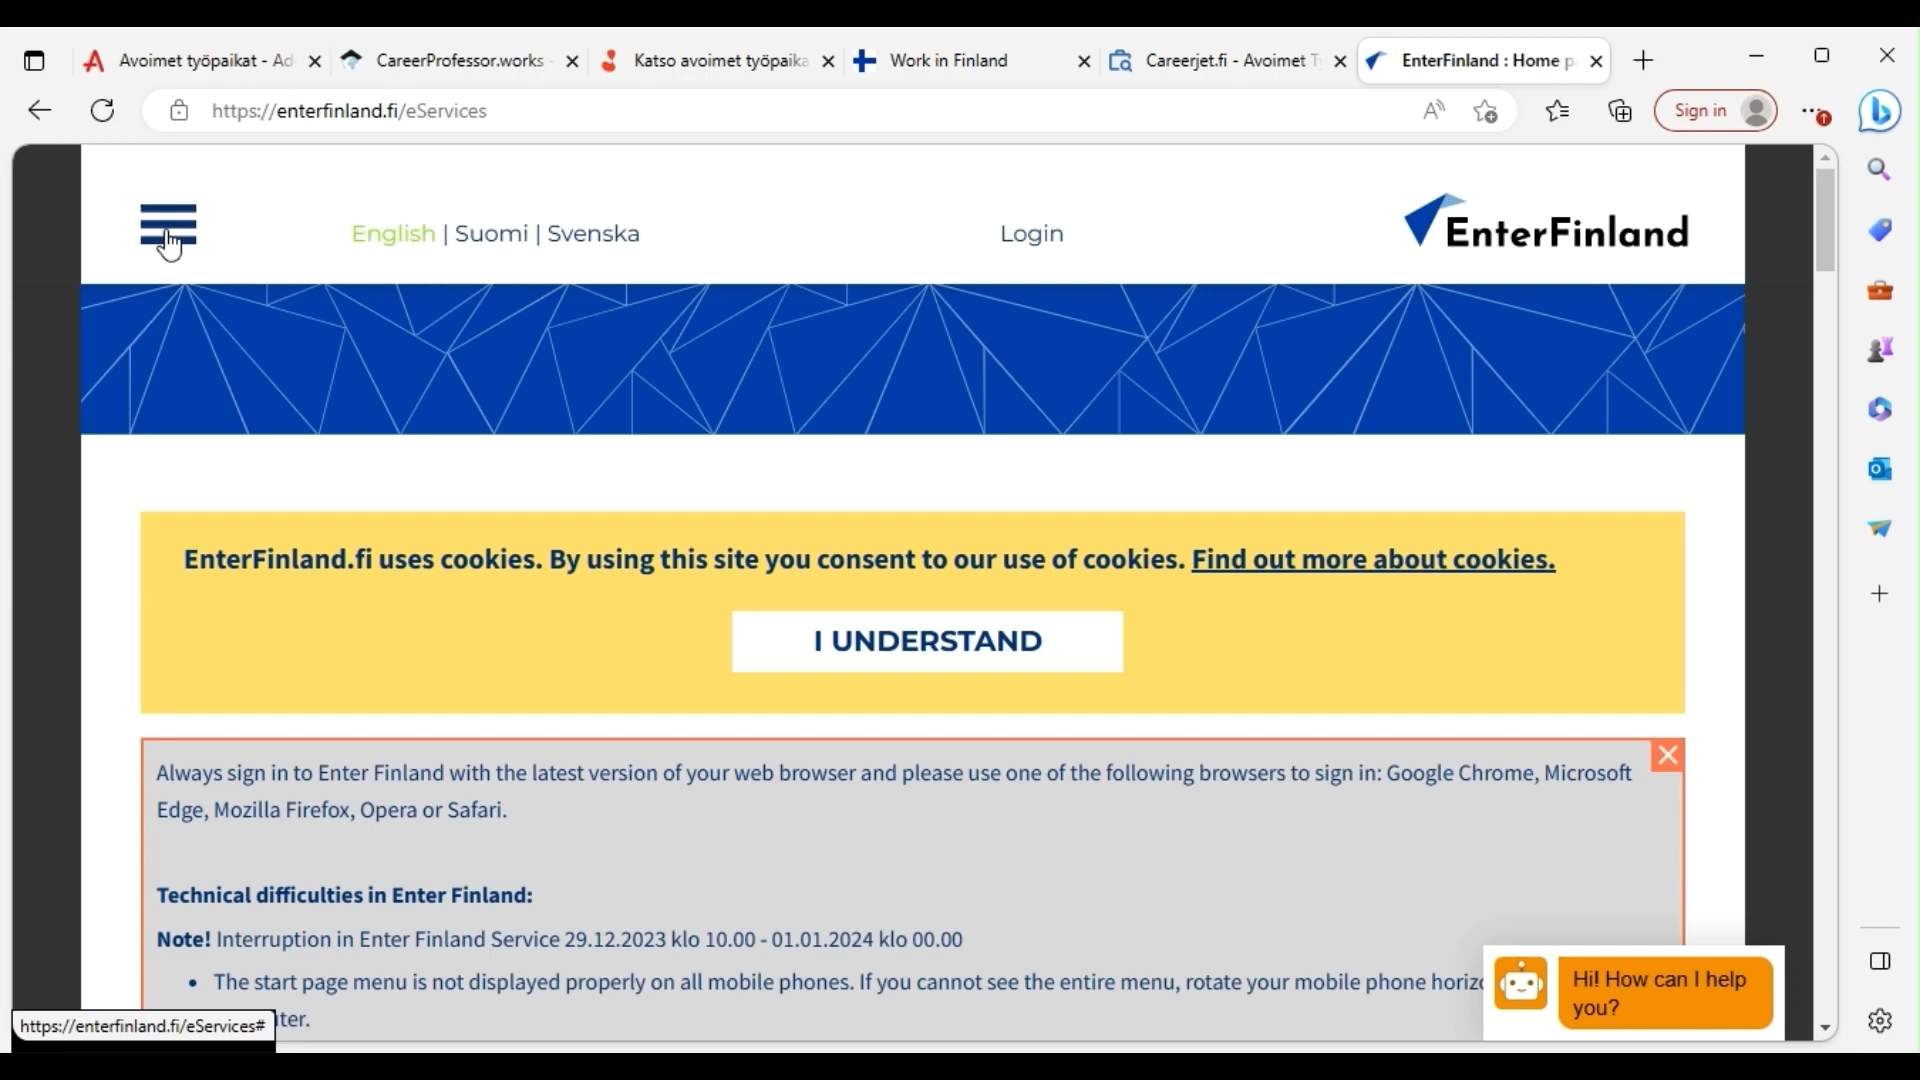 Avoimet työpaikat - Ad
CareerProfessor.works -
Katso avoimet työpaika
Work in Finland
Careerjet.fi - Avoimet T
EnterFinland : Home p
https://enterfinland.fi/eServices
Sign in
English | Suomi | Svenska
Login
EnterFinland
EnterFinland.fi uses cookies. By using this site you consent to our use of cookies. Find out more about cookies.
I UNDERSTAND
Always sign in to Enter Finland with the latest version of your web browser and please use one of the following browsers to sign in: Google Chrome, Microsoft
Edge, Mozilla Firefox, Opera or Safari.
Technical difficulties in Enter Finland:
Note! Interruption in Enter Finland Service 29.12.2023 klo 10.00 - 01.01.2024 klo 00.00
• The start page menu is not displayed properly on all mobile phones. If you cannot see the entire menu, rotate your mobile phone horizo
ter.
Hi! How can I help
you?
https://enterfinland.fi/eServices#